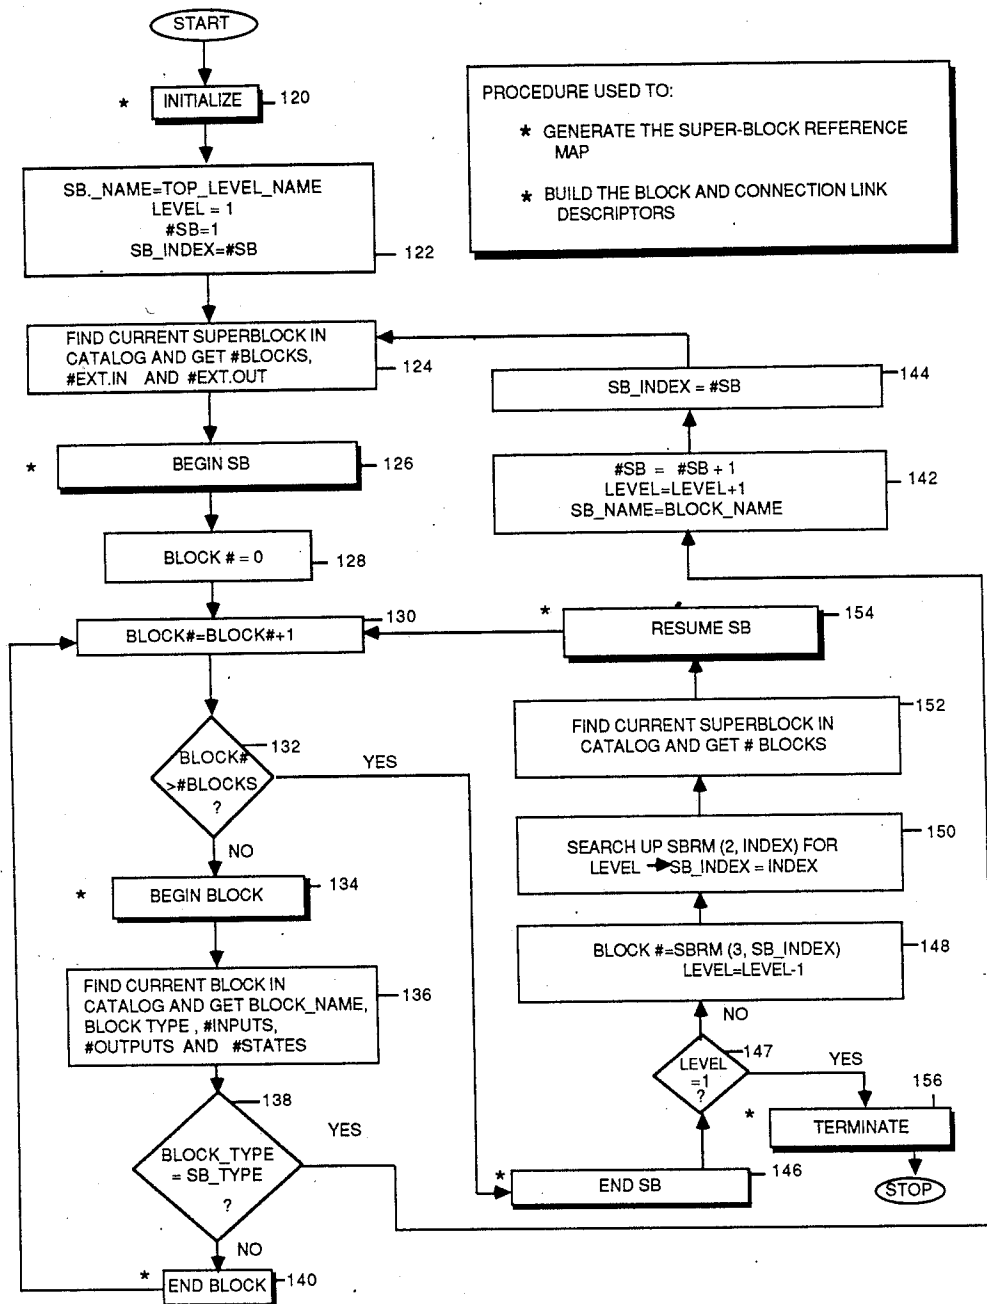 START
* INITIALIZE 120
SB._NAME=TOP_LEVEL_NAME
LEVEL = 1
#SB=1
SB_INDEX=#SB
122
FIND CURRENT SUPERBLOCK IN
CATALOG AND GET #BLOCKS,
#EXT.IN AND #EXT.OUT
124
* BEGIN SB 126
BLOCK # = 0
128
BLOCK#=BLOCK#+1
130
BLOCK#
>#BLOCKS
?
132
YES
NO
* BEGIN BLOCK 134
FIND CURRENT BLOCK IN
CATALOG AND GET BLOCK_NAME,
BLOCK TYPE , #INPUTS,
#OUTPUTS AND #STATES
136
138
BLOCK_TYPE
= SB_TYPE
?
YES
NO
* END BLOCK 140
PROCEDURE USED TO:
* GENERATE THE SUPER-BLOCK REFERENCE
MAP
* BUILD THE BLOCK AND CONNECTION LINK
DESCRIPTORS
SB_INDEX = #SB
144
#SB = #SB + 1
LEVEL=LEVEL+1
SB_NAME=BLOCK_NAME
142
* RESUME SB 154
FIND CURRENT SUPERBLOCK IN
CATALOG AND GET # BLOCKS
152
SEARCH UP SBRM (2, INDEX) FOR
LEVEL → SB_INDEX = INDEX
150
BLOCK #=SBRM (3, SB_INDEX)
LEVEL=LEVEL-1
148
NO
LEVEL
=1
?
147
YES
156
* TERMINATE
STOP
* END SB 146